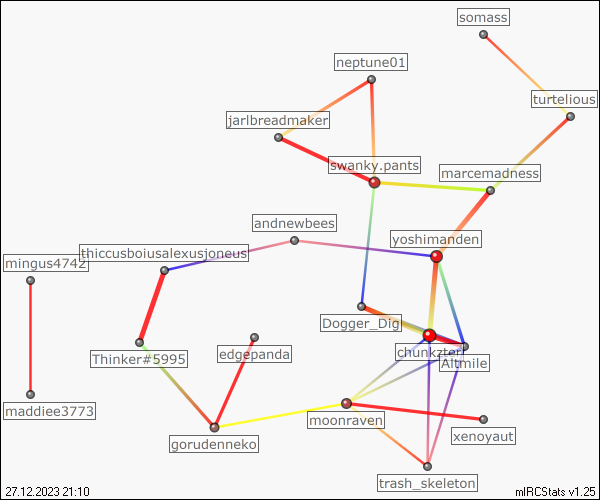 somass
neptune01
turtelious
jarlbreadmaker
swanky.pants
marcemadness
andnewbees
yoshimanden
thiccusboiusalexusjoneus
mingus4742
Dogger_Dig
chunkzter
Altmile
Thinker#5995
edgepanda
maddiee3773
moonraven
xenoyaut
gorudenneko
trash_skeleton
27.12.2023 21:10
mIRCStats v1.25